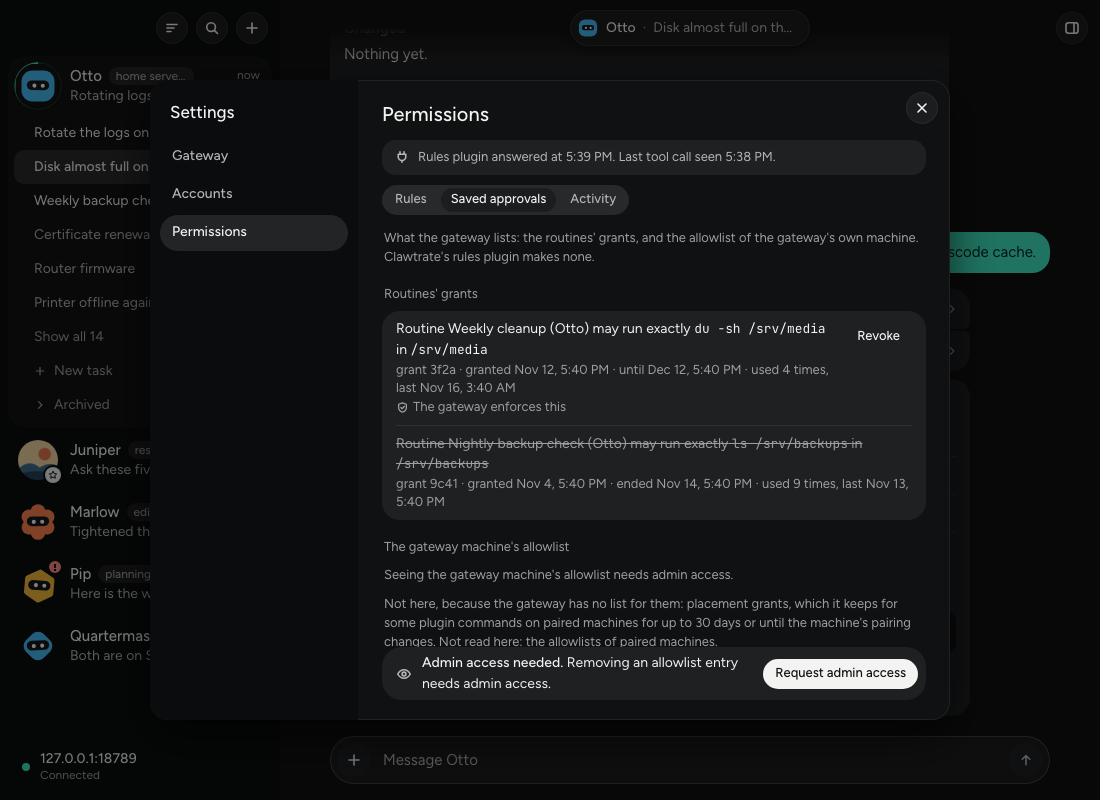 Otto · Disk almost full on th...
Nothing yet.
Otto home serve... now
Rotating logs
Rotate the logs on
Disk almost full on
Weekly backup che
Certificate renewa
Router firmware
Printer offline agai
Show all 14
New task
Archived
Juniper res
Ask these fiv
Marlow edi
Tightened th
Pip planning
Here is the w
Quartermas
Both are on S
127.0.0.1:18789
Connected
Settings
Gateway
Accounts
Permissions
Permissions
Rules plugin answered at 5:39 PM. Last tool call seen 5:38 PM.
Rules Saved approvals Activity
What the gateway lists: the routines' grants, and the allowlist of the gateway's own machine.
Clawtrate's rules plugin makes none.
Routines' grants
Routine Weekly cleanup (Otto) may run exactly du -sh /srv/media
in /srv/media
Revoke
grant 3f2a · granted Nov 12, 5:40 PM · until Dec 12, 5:40 PM · used 4 times,
last Nov 16, 3:40 AM
The gateway enforces this
Routine Nightly backup check (Otto) may run exactly ls /srv/backups in
/srv/backups
grant 9c41 · granted Nov 4, 5:40 PM · ended Nov 14, 5:40 PM · used 9 times, last Nov 13,
5:40 PM
The gateway machine's allowlist
Seeing the gateway machine's allowlist needs admin access.
Not here, because the gateway has no list for them: placement grants, which it keeps for
some plugin commands on paired machines for up to 30 days or until the machine's pairing
changes. Not read here: the allowlists of paired machines.
Admin access needed. Removing an allowlist entry
needs admin access.
Request admin access
scode cache.
Message Otto